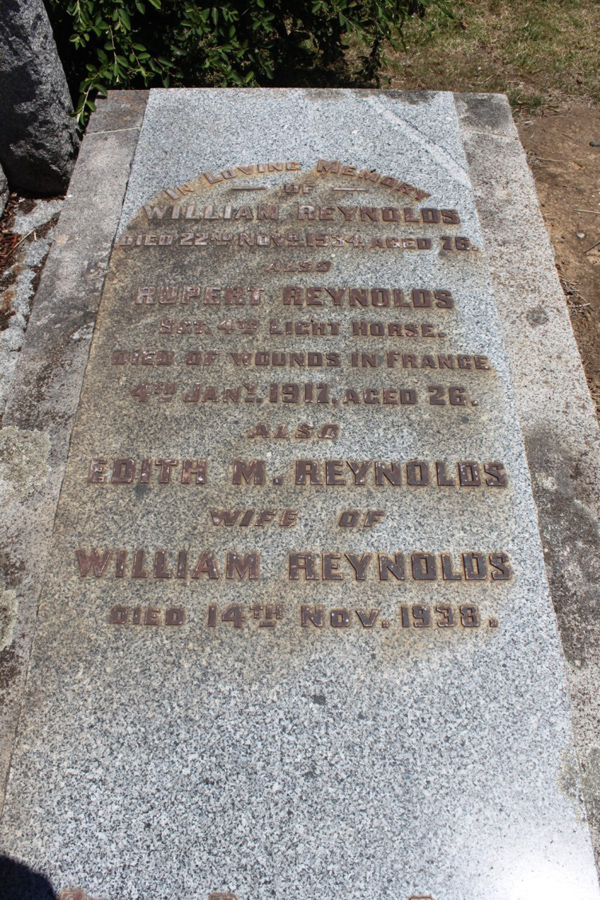 In Loving Memory
OF
William Reynolds
Died 22nd Novr. 1934, aged 76.
Also
Rupert Reynolds
Sgt. 4th Light Horse.
Died of wounds in France
4th Jany. 1917, aged 26.
Also
Edith M. Reynolds
Wife of
William Reynolds
Died 14th Nov. 1938.